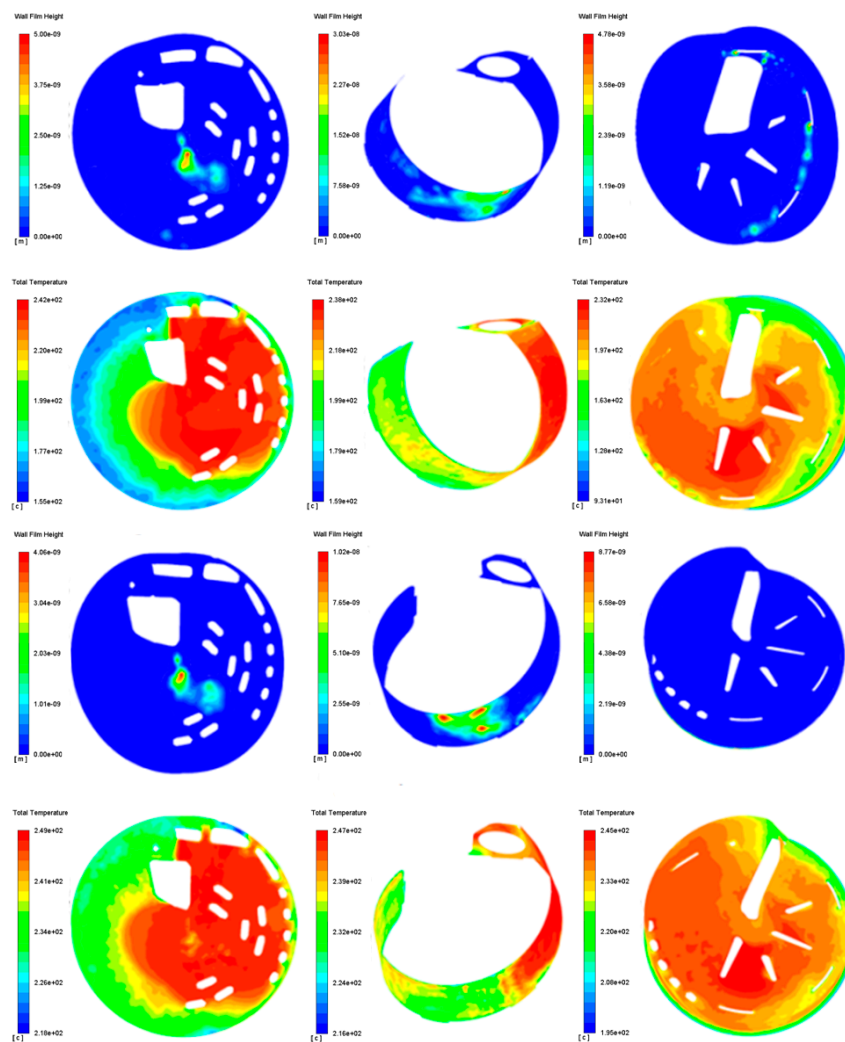 Wall Film Height
5.00e-09
3.75e-09
2.50e-09
1.25e-09
0.00e+00
[ m ]
Wall Film Height
3.03e-08
2.27e-08
1.52e-08
7.58e-09
0.00e+00
[ m ]
Wall Film Height
4.78e-09
3.58e-09
2.39e-09
1.19e-09
0.00e+00
[ m ]
Total Temperature
2.42e+02
2.20e+02
1.99e+02
1.77e+02
1.55e+02
[ c ]
Total Temperature
2.38e+02
2.18e+02
1.99e+02
1.79e+02
1.59e+02
[ c ]
Total Temperature
2.32e+02
1.97e+02
1.63e+02
1.28e+02
9.31e+01
[ c ]
Wall Film Height
4.06e-09
3.04e-09
2.03e-09
1.01e-09
0.00e+00
[ m ]
Wall Film Height
1.02e-08
7.65e-09
5.10e-09
2.55e-09
0.00e+00
[ m ]
Wall Film Height
8.77e-09
6.58e-09
4.38e-09
2.19e-09
0.00e+00
[ m ]
Total Temperature
2.49e+02
2.41e+02
2.34e+02
2.26e+02
2.18e+02
[ c ]
Total Temperature
2.47e+02
2.39e+02
2.32e+02
2.24e+02
2.16e+02
[ c ]
Total Temperature
2.45e+02
2.32e+02
2.20e+02
2.08e+02
1.95e+02
[ c ]